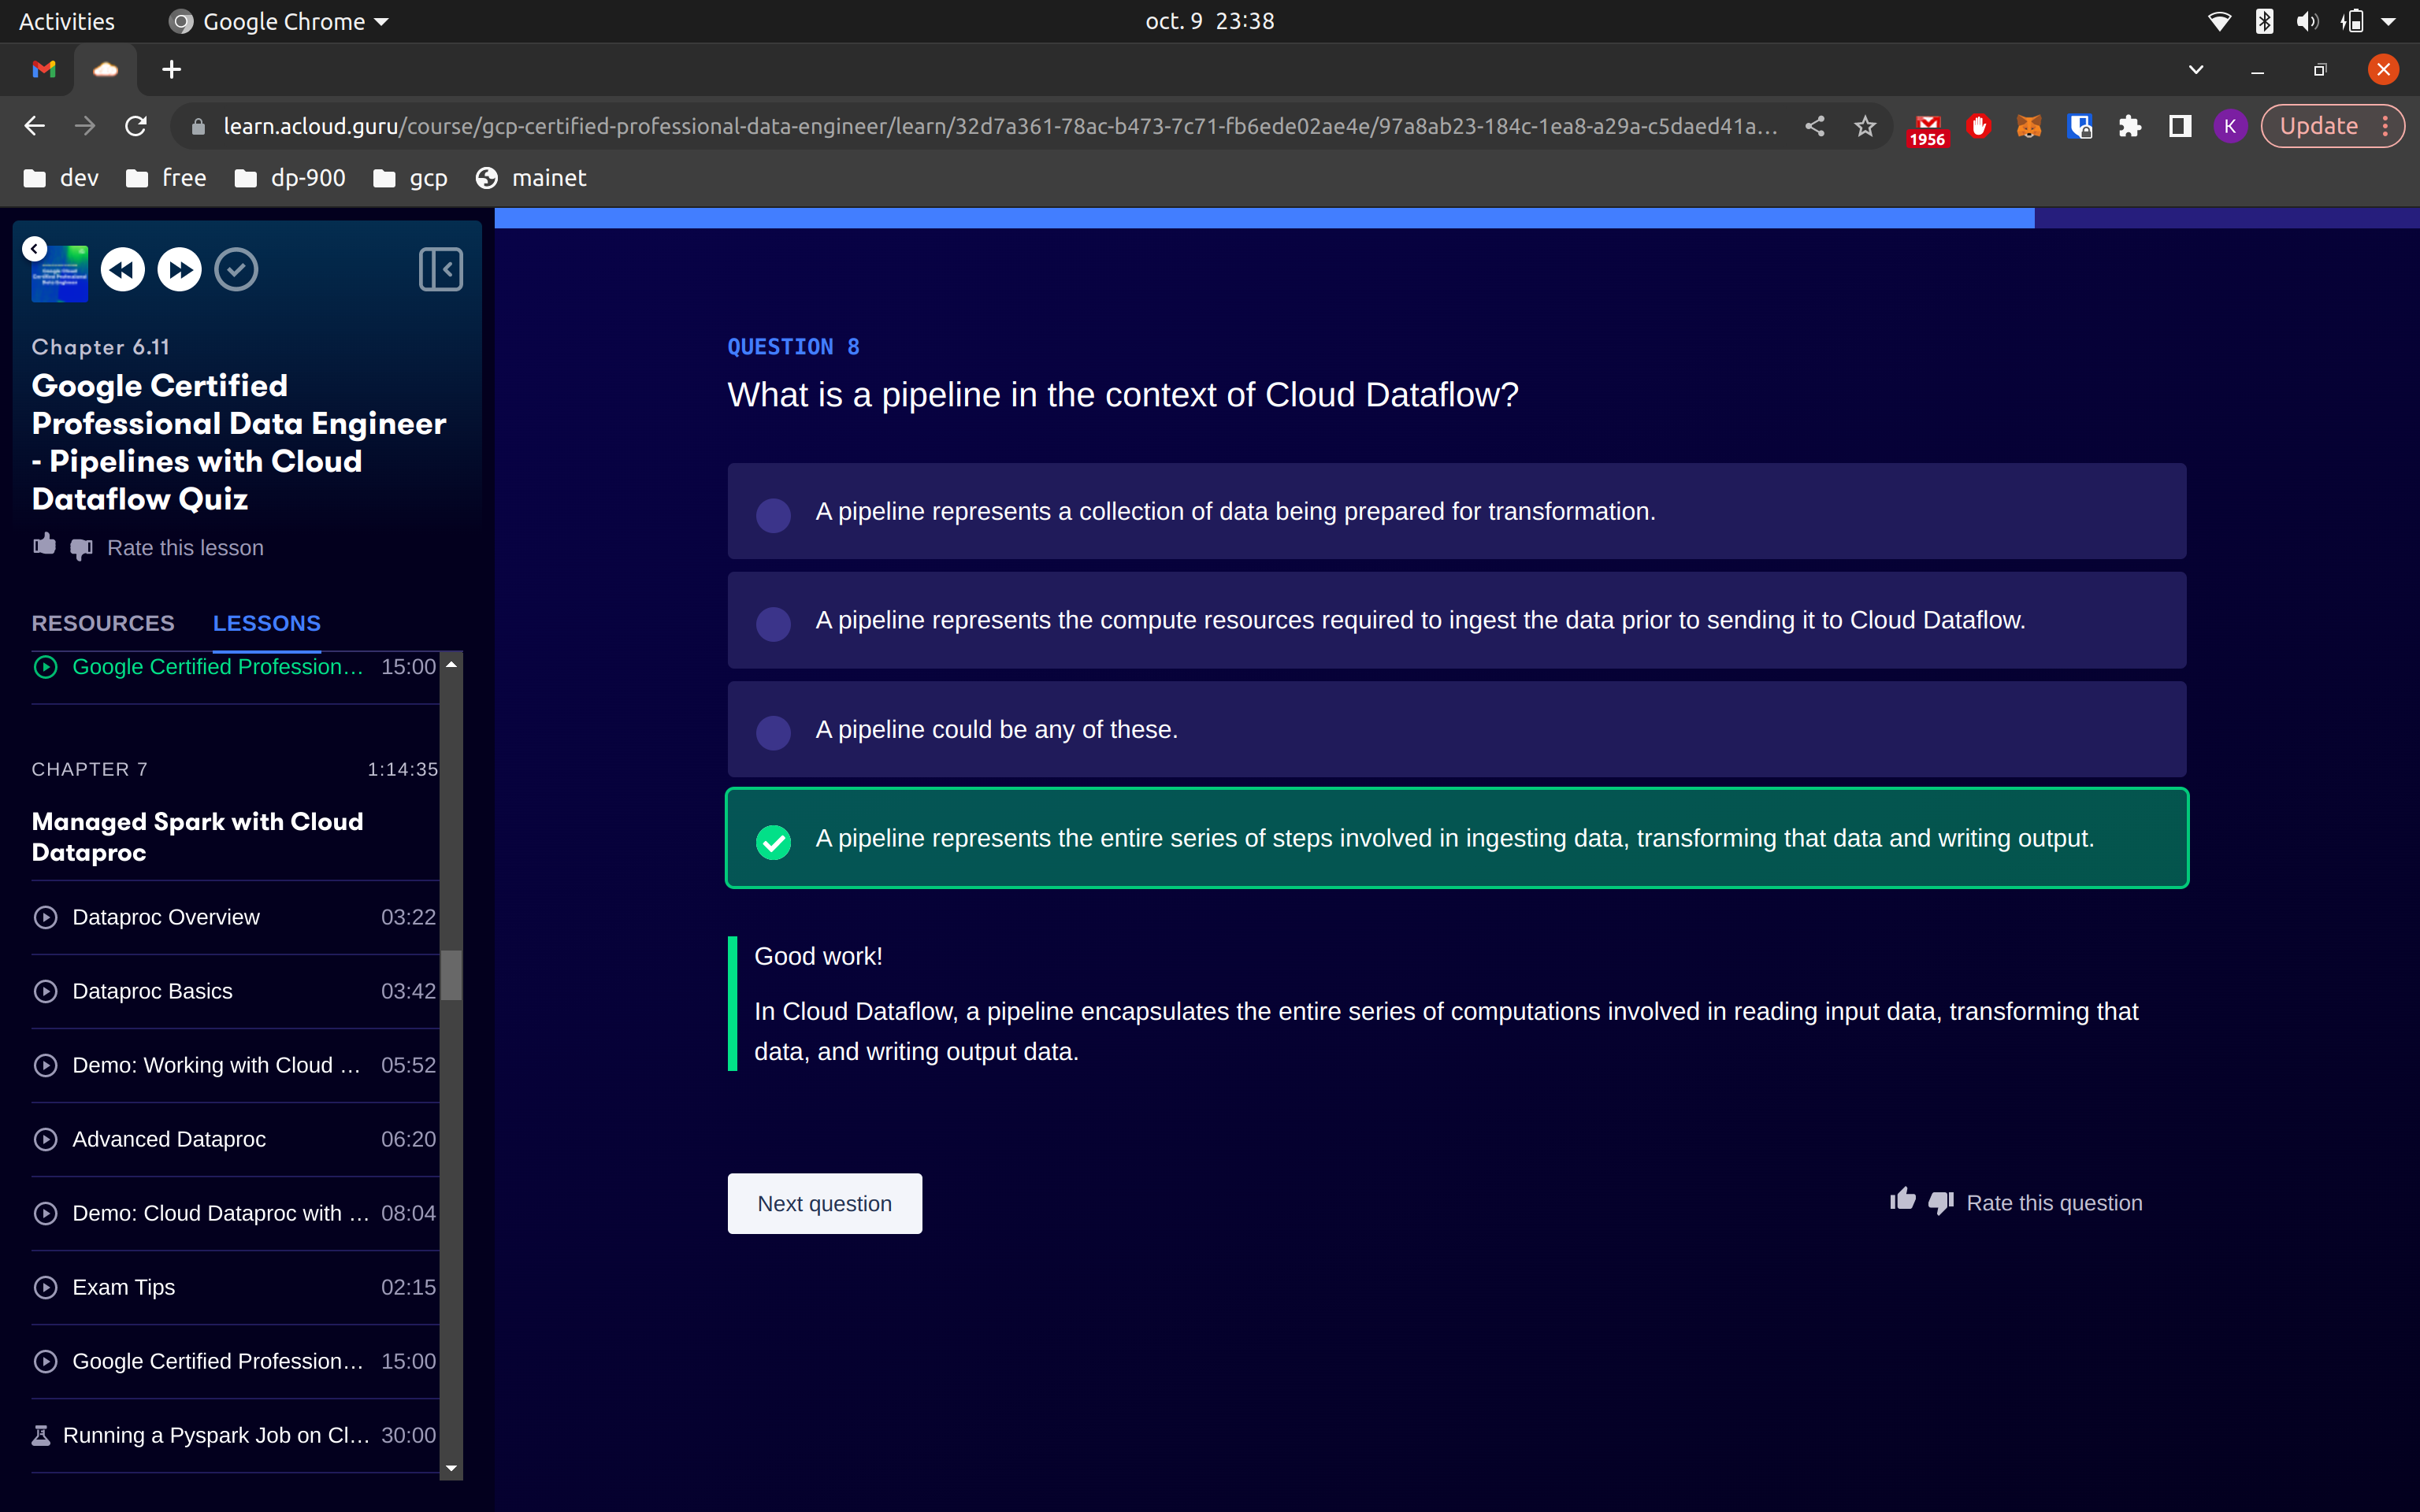 Activities
Google Chrome
oct. 9 23:38
learn.acloud.guru/course/gcp-certified-professional-data-engineer/learn/32d7a361-78ac-b473-7c71-fb6ede02ae4e/97a8ab23-184c-1ea8-a29a-c5daed41a...
1956
K
Update
dev
free
dp-900
gcp
mainet
Chapter 6.11
Google Certified
Professional Data Engineer
- Pipelines with Cloud
Dataflow Quiz
Rate this lesson
RESOURCES
LESSONS
Google Certified Profession... 15:00
CHAPTER 7 1:14:35
Managed Spark with Cloud
Dataproc
Dataproc Overview 03:22
Dataproc Basics 03:42
Demo: Working with Cloud ... 05:52
Advanced Dataproc 06:20
Demo: Cloud Dataproc with ... 08:04
Exam Tips 02:15
Google Certified Profession... 15:00
Running a Pyspark Job on Cl... 30:00
QUESTION 8
What is a pipeline in the context of Cloud Dataflow?
A pipeline represents a collection of data being prepared for transformation.
A pipeline represents the compute resources required to ingest the data prior to sending it to Cloud Dataflow.
A pipeline could be any of these.
A pipeline represents the entire series of steps involved in ingesting data, transforming that data and writing output.
Good work!
In Cloud Dataflow, a pipeline encapsulates the entire series of computations involved in reading input data, transforming that
data, and writing output data.
Next question
Rate this question